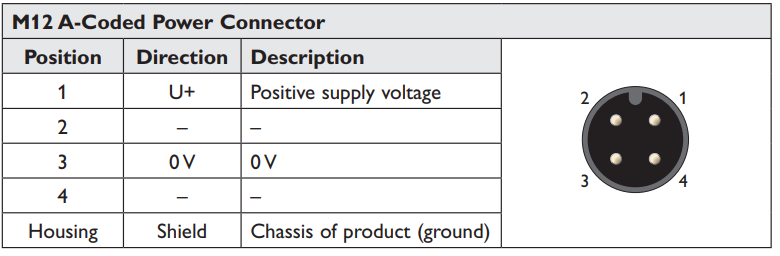 M12 A-Coded Power Connector
Position Direction Description
1 U+ Positive supply voltage
2 – –
3 0 V 0 V
4 – –
Housing Shield Chassis of product (ground)
2 1
3 4